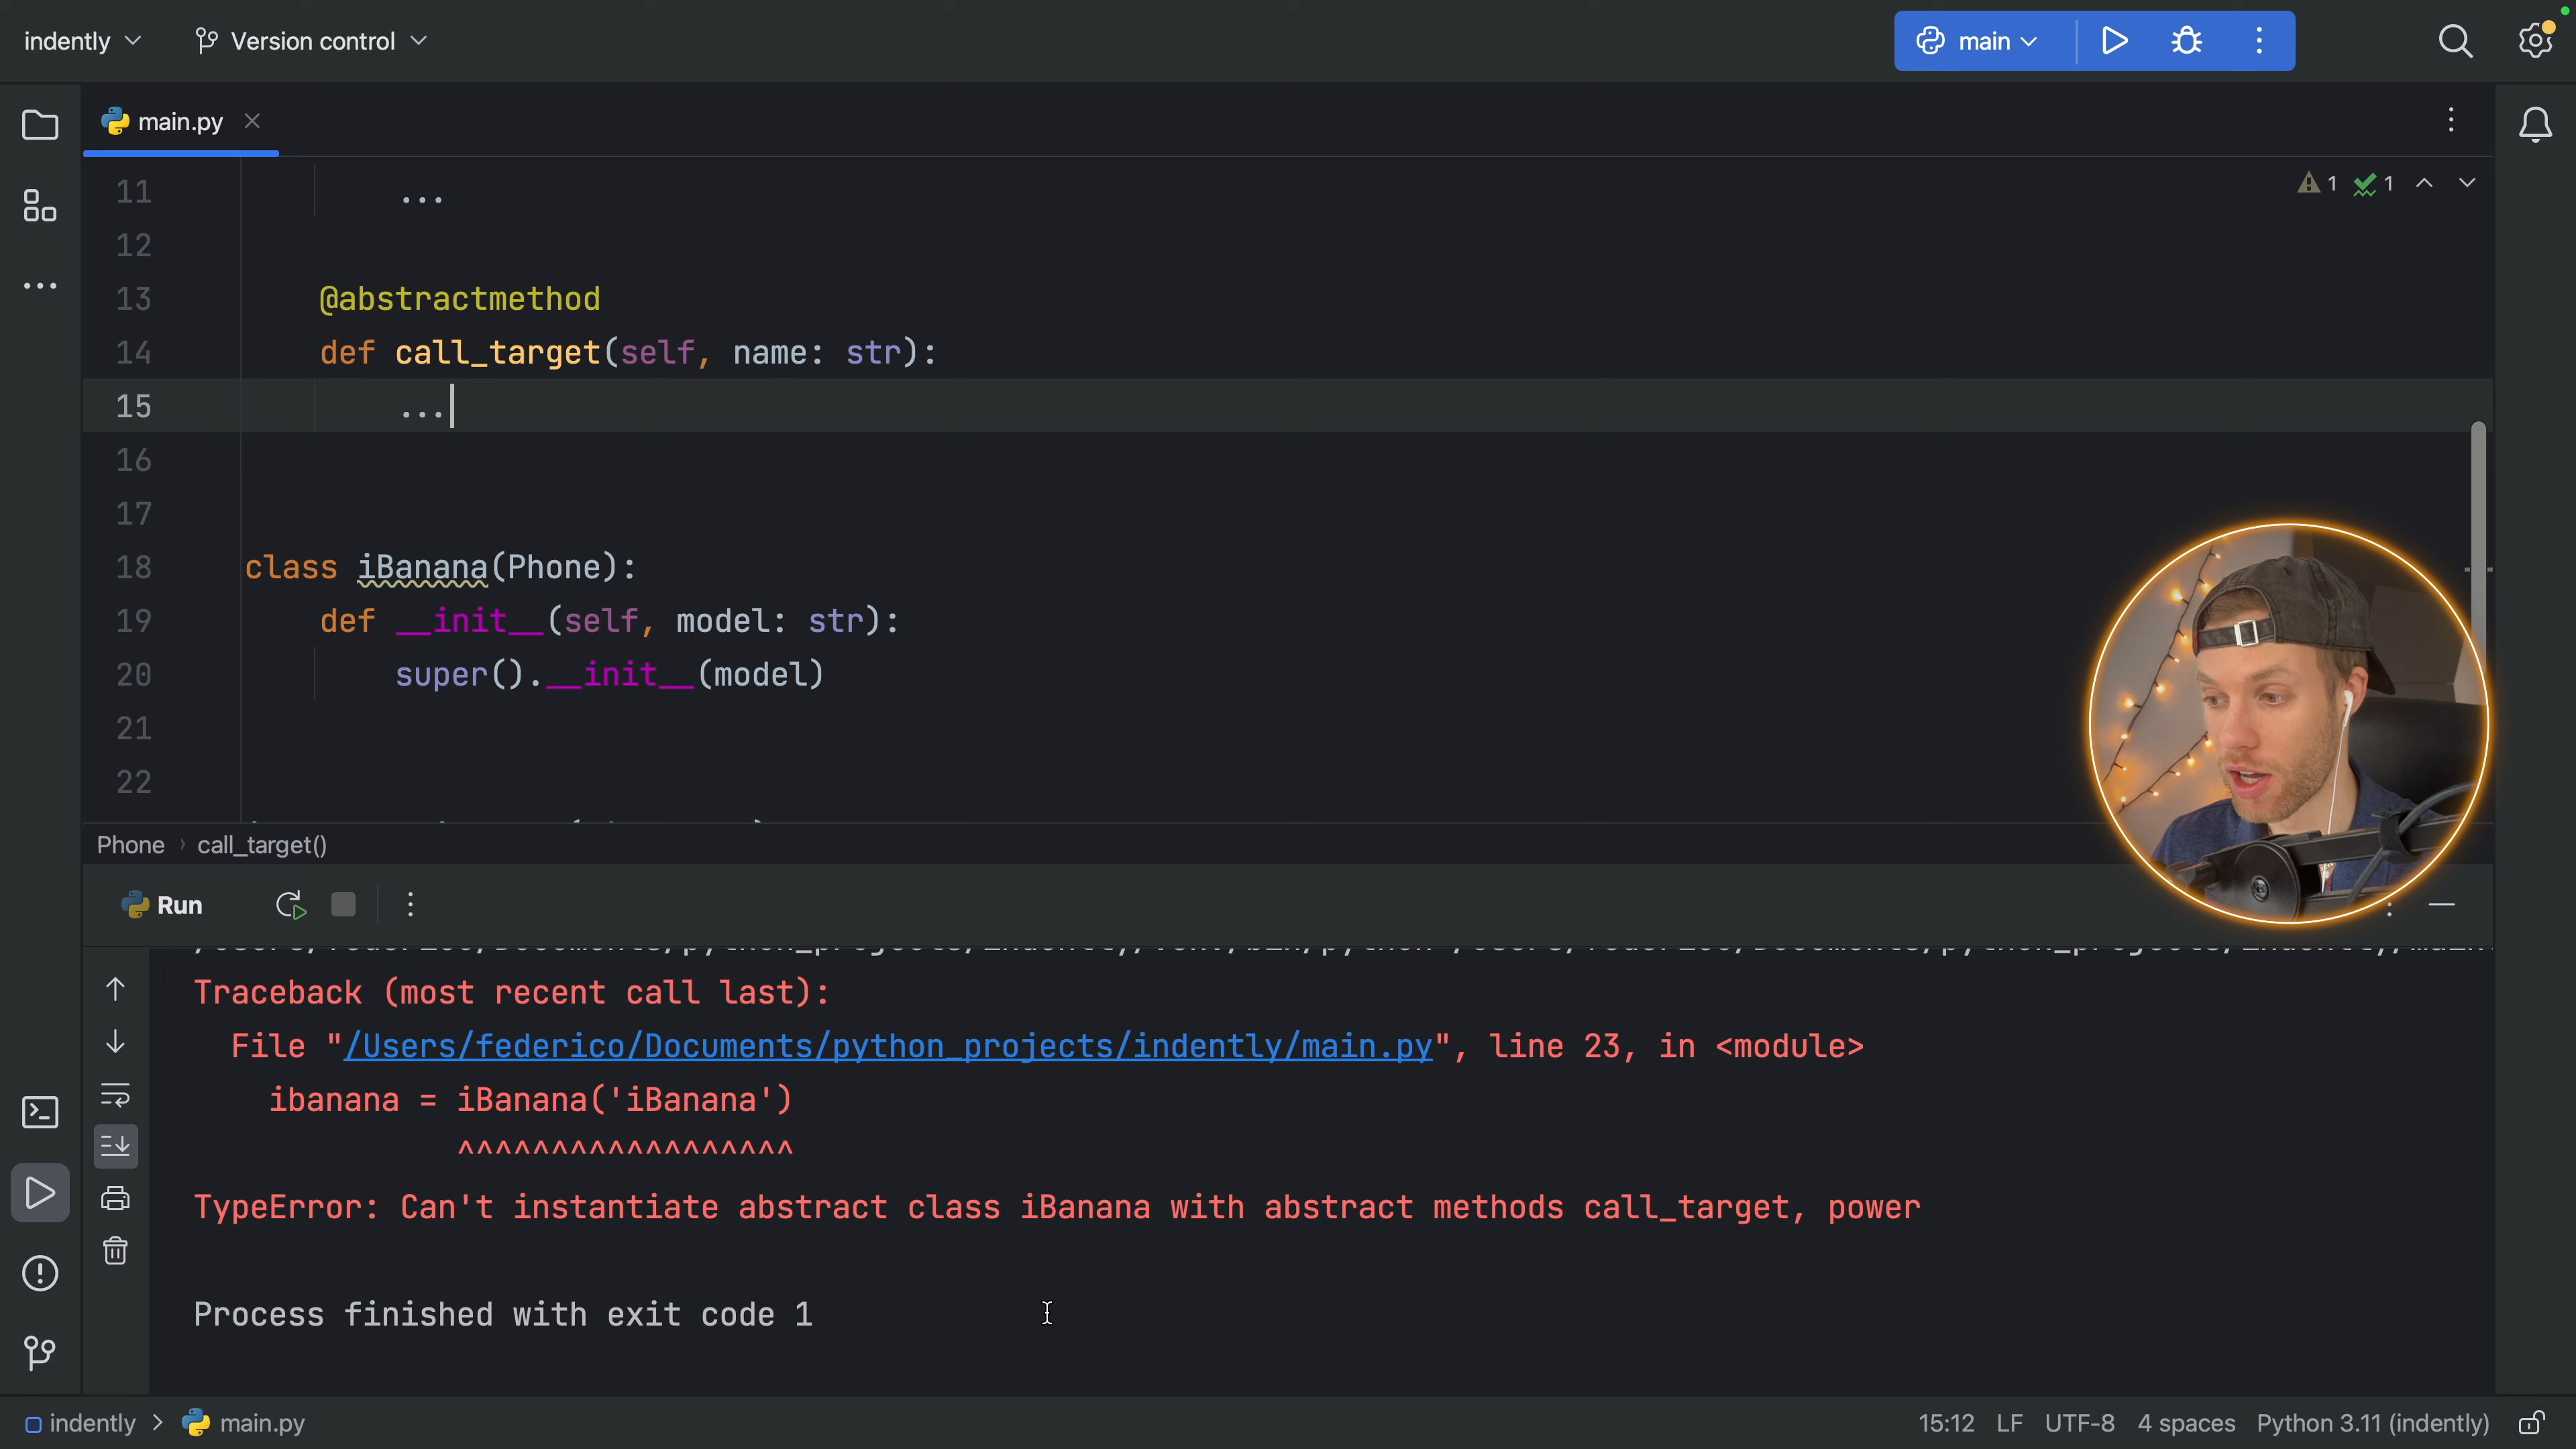 indently
Version control
main
main.py
1
1
11 ...
12
13 @abstractmethod
14 def call_target(self, name: str):
15 ...
16
17
18 class iBanana(Phone):
19 def __init__(self, model: str):
20 super().__init__(model)
21
22
Phone › call_target()
Run
Traceback (most recent call last):
File "/Users/federico/Documents/python_projects/indently/main.py", line 23, in <module>
ibanana = iBanana('iBanana')
^^^^^^^^^^^^^^^^^^
TypeError: Can't instantiate abstract class iBanana with abstract methods call_target, power
Process finished with exit code 1
indently > main.py
15:12 LF UTF-8 4 spaces Python 3.11 (indently)